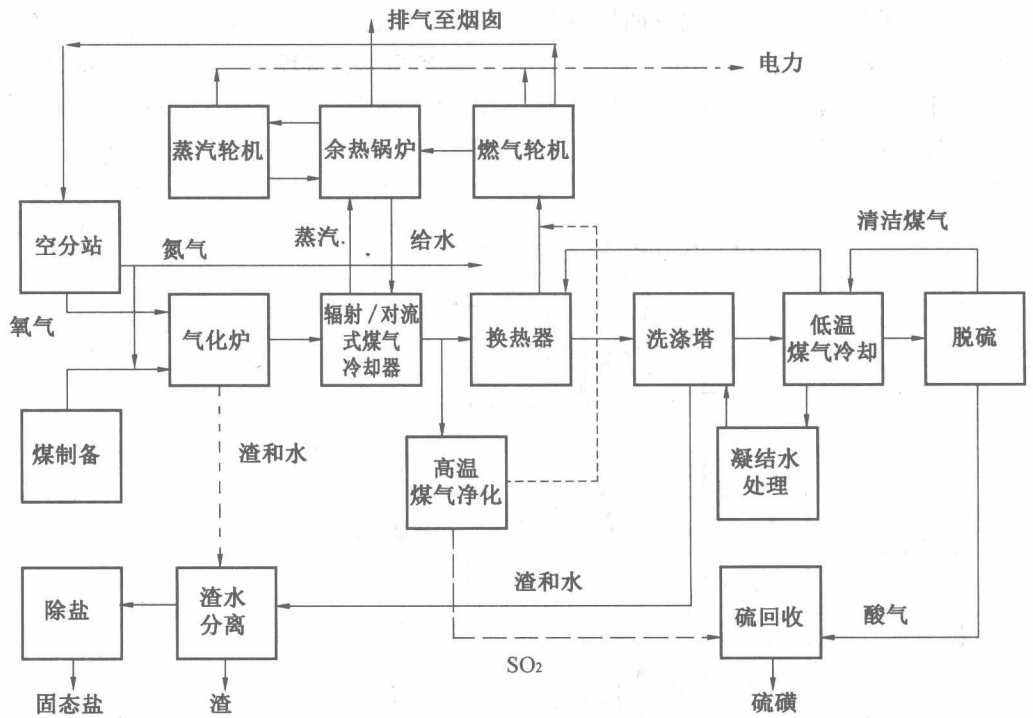 排气至烟囱
电力
蒸汽轮机
余热锅炉
燃气轮机
空分站
氮气
蒸汽.
给水
清洁煤气
氧气
气化炉
辐射/对流
式煤气
冷却器
换热器
洗涤塔
低温
煤气冷却
脱硫
煤制备
渣和水
高温
煤气净化
凝结水
处理
除盐
渣水
分离
渣和水
硫回收
酸气
SO₂
固态盐
渣
硫磺